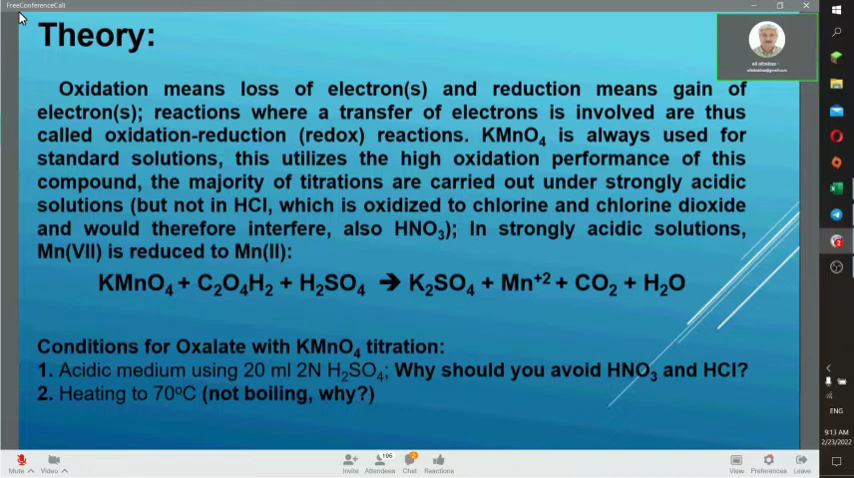 FreeConferenceCall
Theory:
Oxidation means loss of electron(s) and reduction means gain of
electron(s); reactions where a transfer of electrons is involved are thus
called oxidation-reduction (redox) reactions. KMnO₄ is always used for
standard solutions, this utilizes the high oxidation performance of this
compound, the majority of titrations are carried out under strongly acidic
solutions (but not in HCl, which is oxidized to chlorine and chlorine dioxide
and would therefore interfere, also HNO₃); In strongly acidic solutions,
Mn(VII) is reduced to Mn(II):
KMnO₄ + C₂O₄H₂ + H₂SO₄ ➔ K₂SO₄ + Mn⁺² + CO₂ + H₂O
Conditions for Oxalate with KMnO₄ titration:
1. Acidic medium using 20 ml 2N H₂SO₄; Why should you avoid HNO₃ and HCl?
2. Heating to 70ºC (not boiling, why?)
Mute Video Invite Attendees 196 Chat 2 Reactions View Preferences Leave
ENG
9:13 AM
2/23/2022